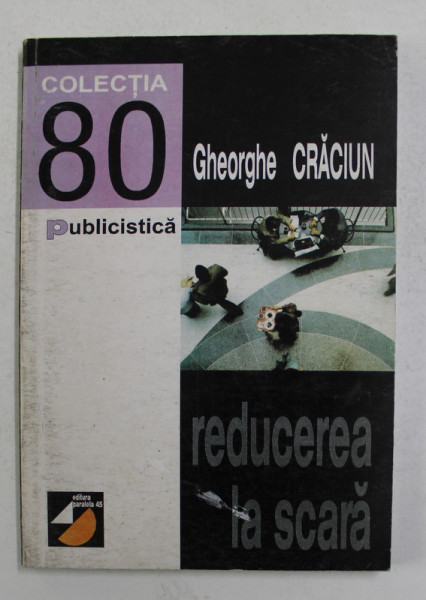 COLECȚIA
80
publicistică
Gheorghe CRĂCIUN
reducerea
la scară
editura
paralela 45